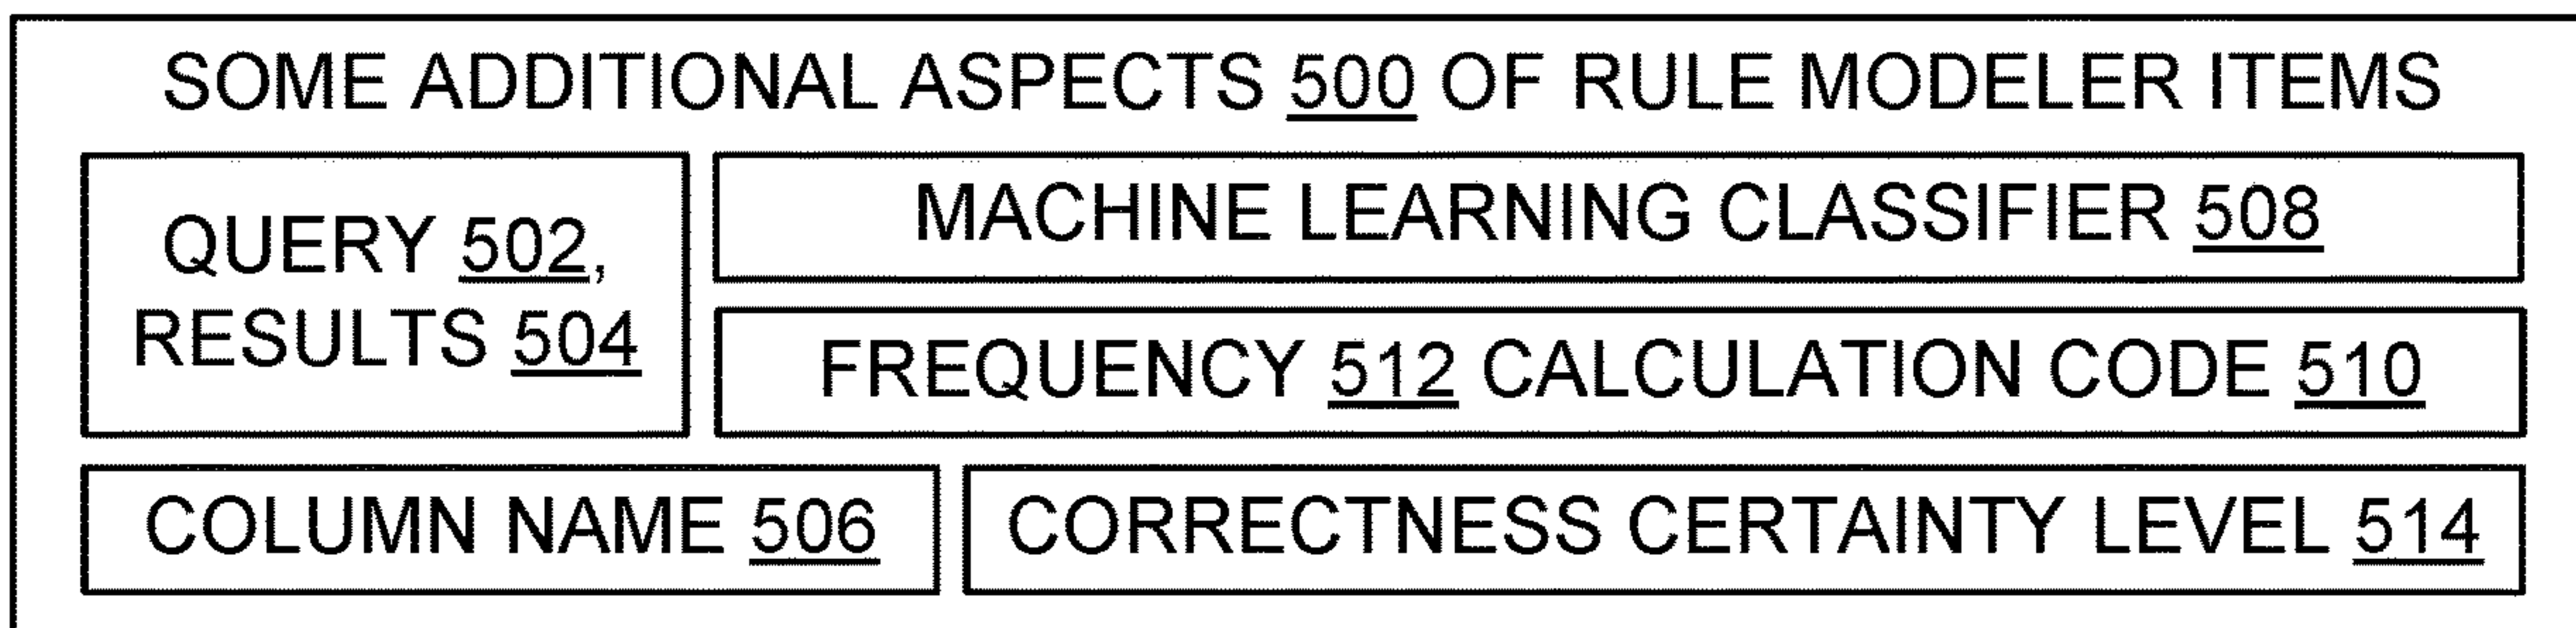 SOME ADDITIONAL ASPECTS 500 OF RULE MODELER ITEMS
QUERY 502,
RESULTS 504
MACHINE LEARNING CLASSIFIER 508
FREQUENCY 512 CALCULATION CODE 510
COLUMN NAME 506
CORRECTNESS CERTAINTY LEVEL 514